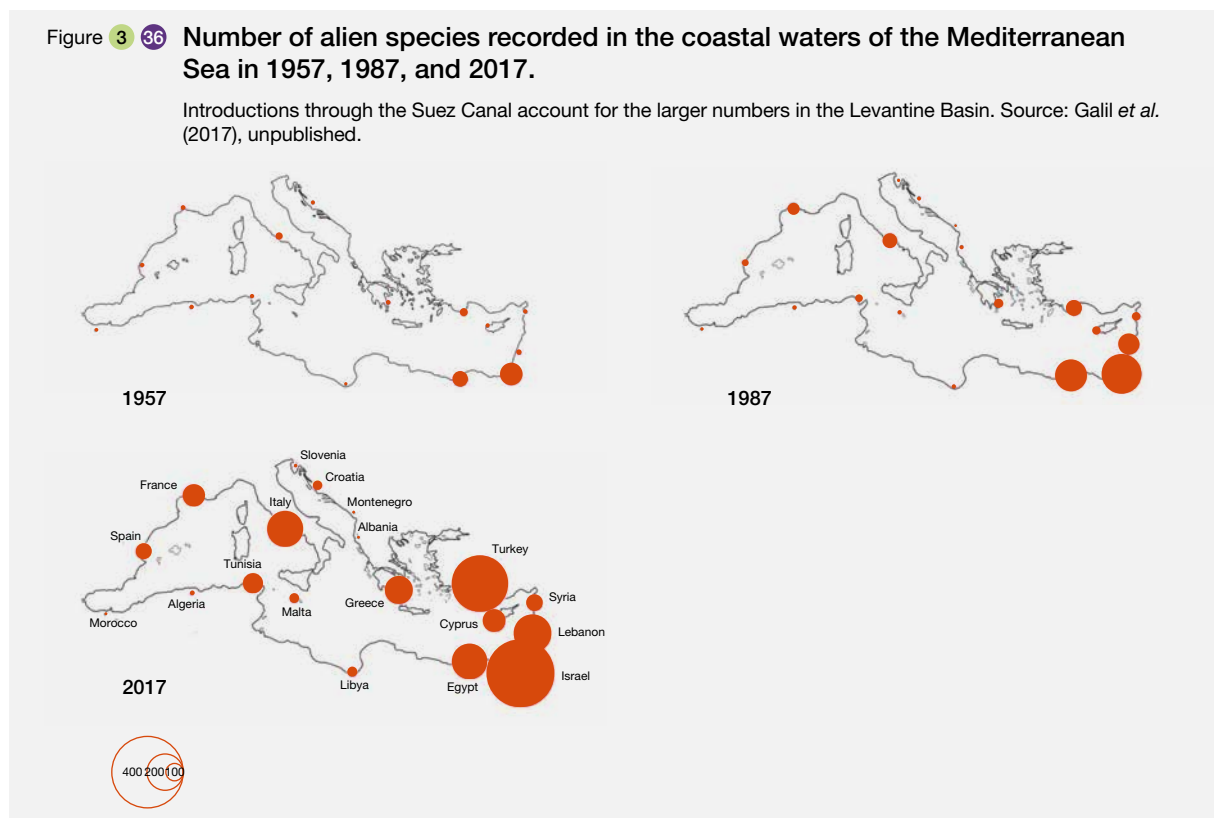 Figure 3 36 Number of alien species recorded in the coastal waters of the Mediterranean
Sea in 1957, 1987, and 2017.
Introductions through the Suez Canal account for the larger numbers in the Levantine Basin. Source: Galil et al.
(2017), unpublished.
1957
1987
Slovenia
Croatia
France
Italy
Montenegro
Albania
Spain
Turkey
Tunisia
Algeria
Malta
Greece
Syria
Morocco
Cyprus
Lebanon
2017
Libya
Egypt
Israel
400 200 100